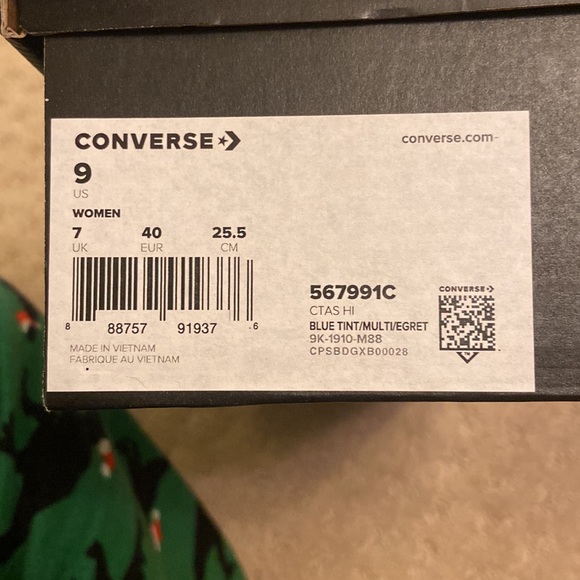 CONVERSE
converse.com-
9
US
WOMEN
7 40 25.5
UK EUR CM
8 88757 91937 .6
MADE IN VIETNAM
FABRIQUE AU VIETNAM
567991C
CTAS HI
BLUE TINT/MULTI/EGRET
9K-1910-M88
CPSBDGXB00028
CONVERSE